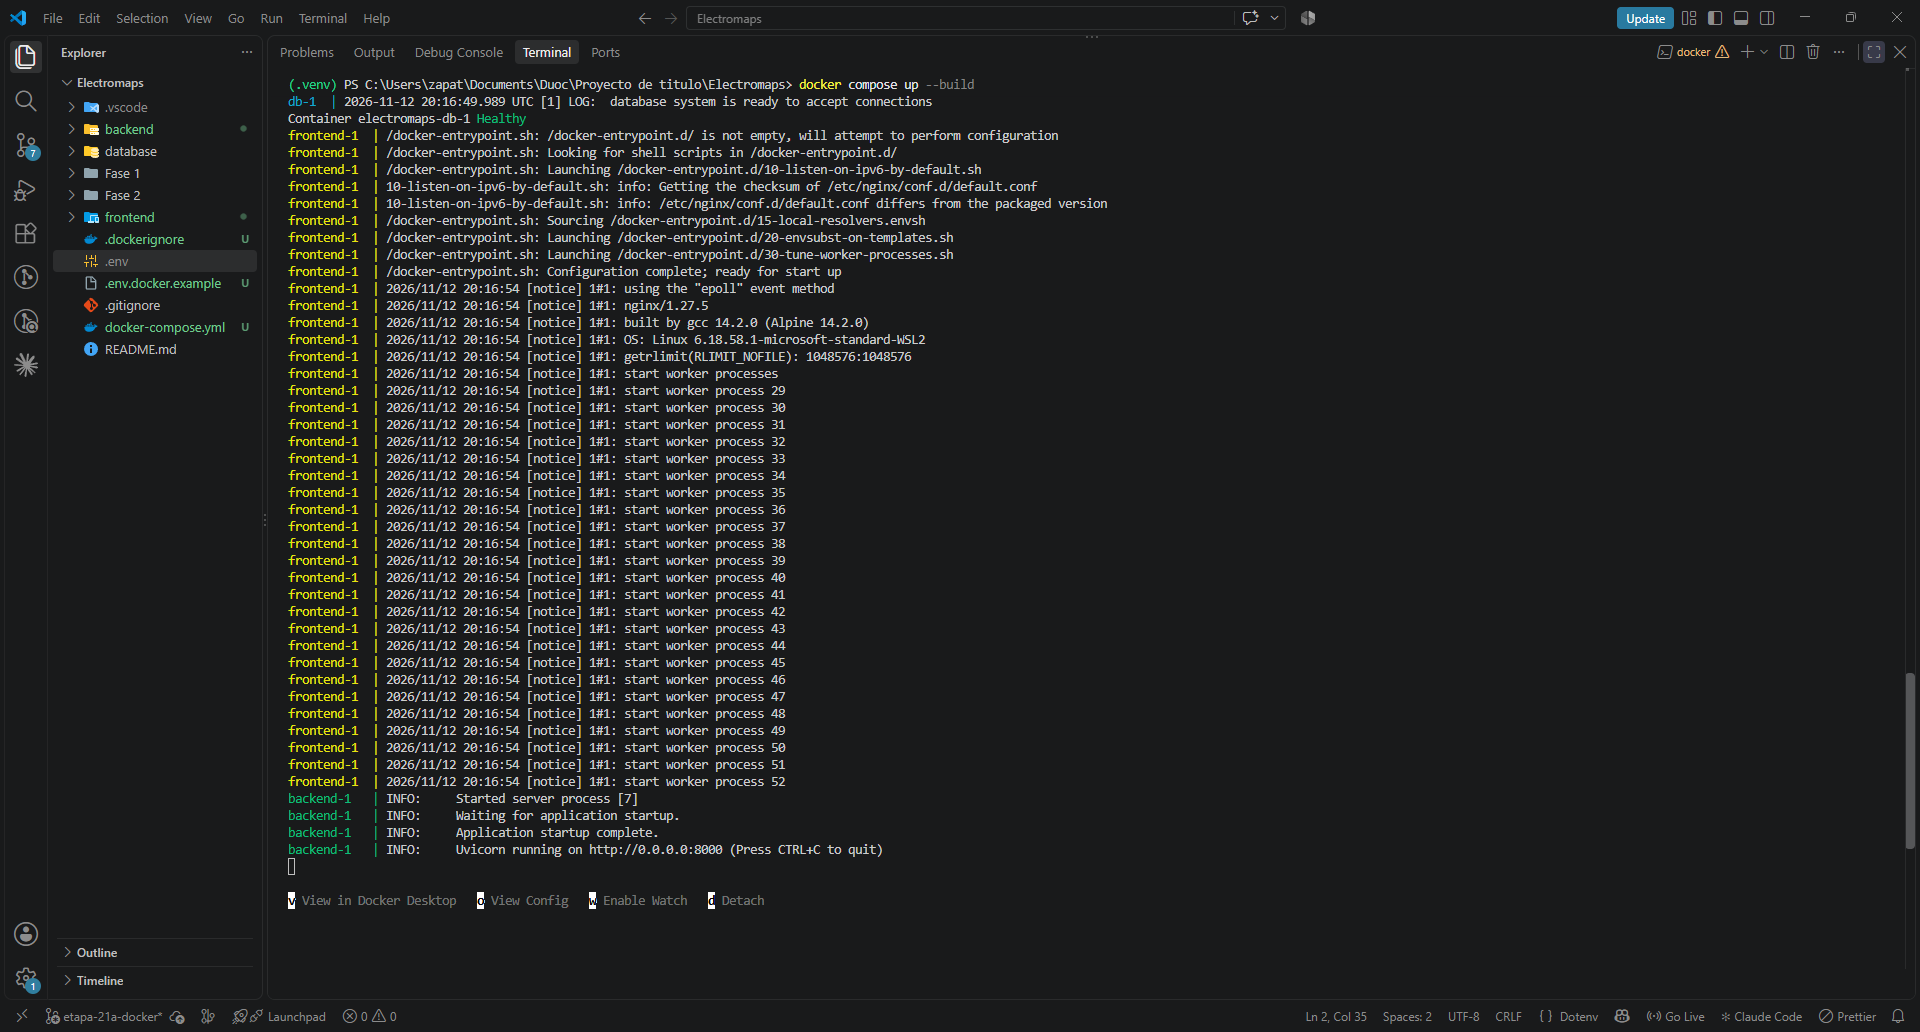 File Edit Selection View Go Run Terminal Help
Electromaps
Update
Explorer
Electromaps
.vscode
backend
database
Fase 1
Fase 2
frontend
.dockerignore U
.env
.env.docker.example U
.gitignore
docker-compose.yml U
README.md
Outline
Timeline
7
1
Problems Output Debug Console Terminal Ports
docker
(.venv) PS C:\Users\zapat\Documents\Duoc\Proyecto de titulo\Electromaps> docker compose up --build
db-1 | 2026-11-12 20:16:49.989 UTC [1] LOG: database system is ready to accept connections
Container electromaps-db-1 Healthy
frontend-1 | /docker-entrypoint.sh: /docker-entrypoint.d/ is not empty, will attempt to perform configuration
frontend-1 | /docker-entrypoint.sh: Looking for shell scripts in /docker-entrypoint.d/
frontend-1 | /docker-entrypoint.sh: Launching /docker-entrypoint.d/10-listen-on-ipv6-by-default.sh
frontend-1 | 10-listen-on-ipv6-by-default.sh: info: Getting the checksum of /etc/nginx/conf.d/default.conf
frontend-1 | 10-listen-on-ipv6-by-default.sh: info: /etc/nginx/conf.d/default.conf differs from the packaged version
frontend-1 | /docker-entrypoint.sh: Sourcing /docker-entrypoint.d/15-local-resolvers.envsh
frontend-1 | /docker-entrypoint.sh: Launching /docker-entrypoint.d/20-envsubst-on-templates.sh
frontend-1 | /docker-entrypoint.sh: Launching /docker-entrypoint.d/30-tune-worker-processes.sh
frontend-1 | /docker-entrypoint.sh: Configuration complete; ready for start up
frontend-1 | 2026/11/12 20:16:54 [notice] 1#1: using the "epoll" event method
frontend-1 | 2026/11/12 20:16:54 [notice] 1#1: nginx/1.27.5
frontend-1 | 2026/11/12 20:16:54 [notice] 1#1: built by gcc 14.2.0 (Alpine 14.2.0)
frontend-1 | 2026/11/12 20:16:54 [notice] 1#1: OS: Linux 6.18.58.1-microsoft-standard-WSL2
frontend-1 | 2026/11/12 20:16:54 [notice] 1#1: getrlimit(RLIMIT_NOFILE): 1048576:1048576
frontend-1 | 2026/11/12 20:16:54 [notice] 1#1: start worker processes
frontend-1 | 2026/11/12 20:16:54 [notice] 1#1: start worker process 29
frontend-1 | 2026/11/12 20:16:54 [notice] 1#1: start worker process 30
frontend-1 | 2026/11/12 20:16:54 [notice] 1#1: start worker process 31
frontend-1 | 2026/11/12 20:16:54 [notice] 1#1: start worker process 32
frontend-1 | 2026/11/12 20:16:54 [notice] 1#1: start worker process 33
frontend-1 | 2026/11/12 20:16:54 [notice] 1#1: start worker process 34
frontend-1 | 2026/11/12 20:16:54 [notice] 1#1: start worker process 35
frontend-1 | 2026/11/12 20:16:54 [notice] 1#1: start worker process 36
frontend-1 | 2026/11/12 20:16:54 [notice] 1#1: start worker process 37
frontend-1 | 2026/11/12 20:16:54 [notice] 1#1: start worker process 38
frontend-1 | 2026/11/12 20:16:54 [notice] 1#1: start worker process 39
frontend-1 | 2026/11/12 20:16:54 [notice] 1#1: start worker process 40
frontend-1 | 2026/11/12 20:16:54 [notice] 1#1: start worker process 41
frontend-1 | 2026/11/12 20:16:54 [notice] 1#1: start worker process 42
frontend-1 | 2026/11/12 20:16:54 [notice] 1#1: start worker process 43
frontend-1 | 2026/11/12 20:16:54 [notice] 1#1: start worker process 44
frontend-1 | 2026/11/12 20:16:54 [notice] 1#1: start worker process 45
frontend-1 | 2026/11/12 20:16:54 [notice] 1#1: start worker process 46
frontend-1 | 2026/11/12 20:16:54 [notice] 1#1: start worker process 47
frontend-1 | 2026/11/12 20:16:54 [notice] 1#1: start worker process 48
frontend-1 | 2026/11/12 20:16:54 [notice] 1#1: start worker process 49
frontend-1 | 2026/11/12 20:16:54 [notice] 1#1: start worker process 50
frontend-1 | 2026/11/12 20:16:54 [notice] 1#1: start worker process 51
frontend-1 | 2026/11/12 20:16:54 [notice] 1#1: start worker process 52
backend-1 | INFO: Started server process [7]
backend-1 | INFO: Waiting for application startup.
backend-1 | INFO: Application startup complete.
backend-1 | INFO: Uvicorn running on http://0.0.0.0:8000 (Press CTRL+C to quit)
v View in Docker Desktop o View Config w Enable Watch d Detach
etapa-21a-docker* Launchpad 0 0 Ln 2, Col 35 Spaces: 2 UTF-8 CRLF { } Dotenv Go Live Claude Code Prettier